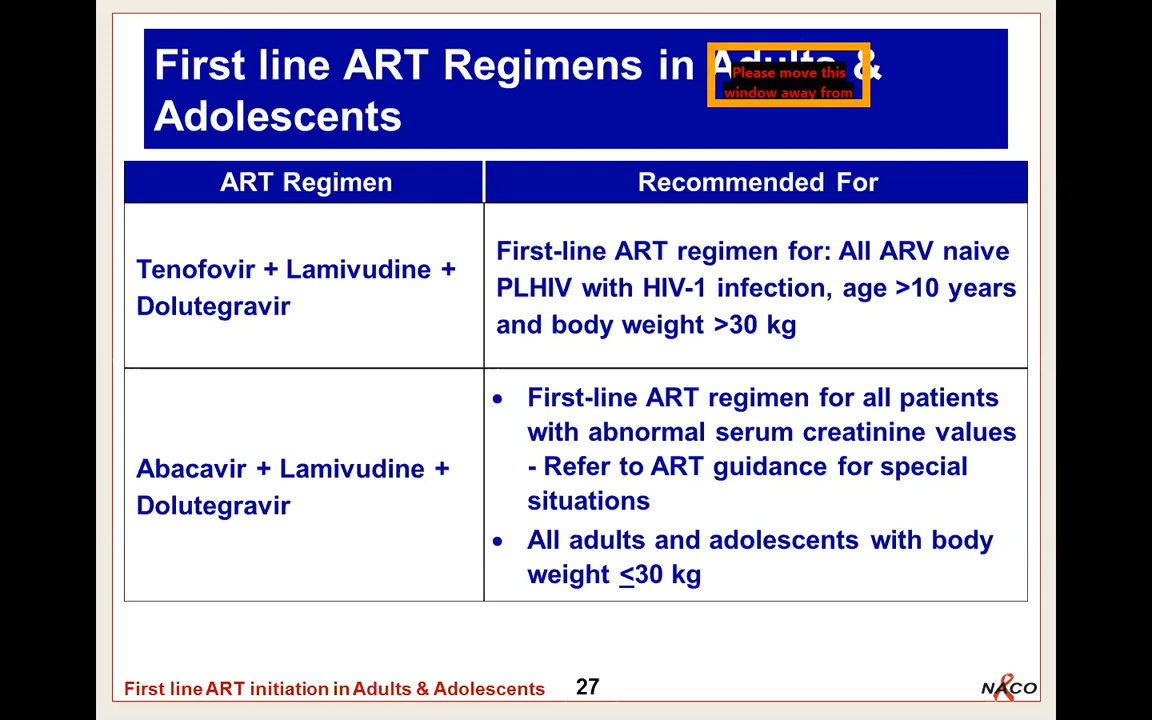 First line ART Regimens in Adults &
Please move this
window away from
Adolescents
ART Regimen
Recommended For
Tenofovir + Lamivudine +
Dolutegravir
First-line ART regimen for: All ARV naive
PLHIV with HIV-1 infection, age >10 years
and body weight >30 kg
Abacavir + Lamivudine +
Dolutegravir
• First-line ART regimen for all patients
with abnormal serum creatinine values
- Refer to ART guidance for special
situations
• All adults and adolescents with body
weight ≤30 kg
First line ART initiation in Adults & Adolescents
27
NACO